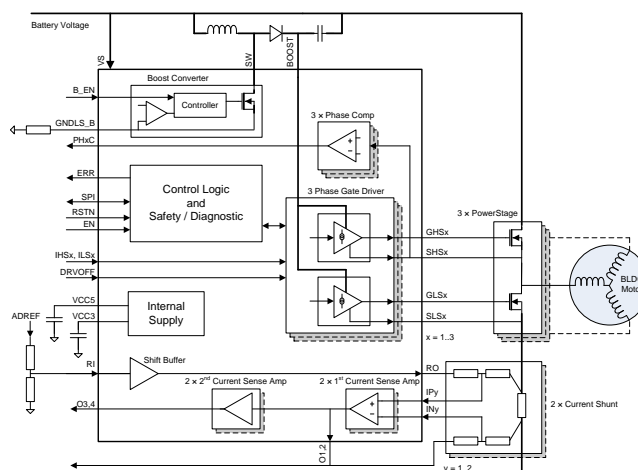 Battery Voltage
VS
SW
BOOST
Boost Converter
B_EN
Controller
GNDLS_B
3 × Phase Comp
PHxC
ERR
Control Logic
and
Safety / Diagnostic
SPI
RSTN
EN
3 Phase Gate Driver
3 × PowerStage
GHSx
SHSx
IHSx, ILSx
DRVOFF
BLD
Motor
GLSx
SLSx
VCC5
VCC3
Internal
Supply
ADREF
x = 1..3
Shift Buffer
RI
RO
2 × 2nd Current Sense Amp
2 × 1st Current Sense Amp
IPy
INy
2 × Current Shunt
O3,4
O1,2
y = 1..2